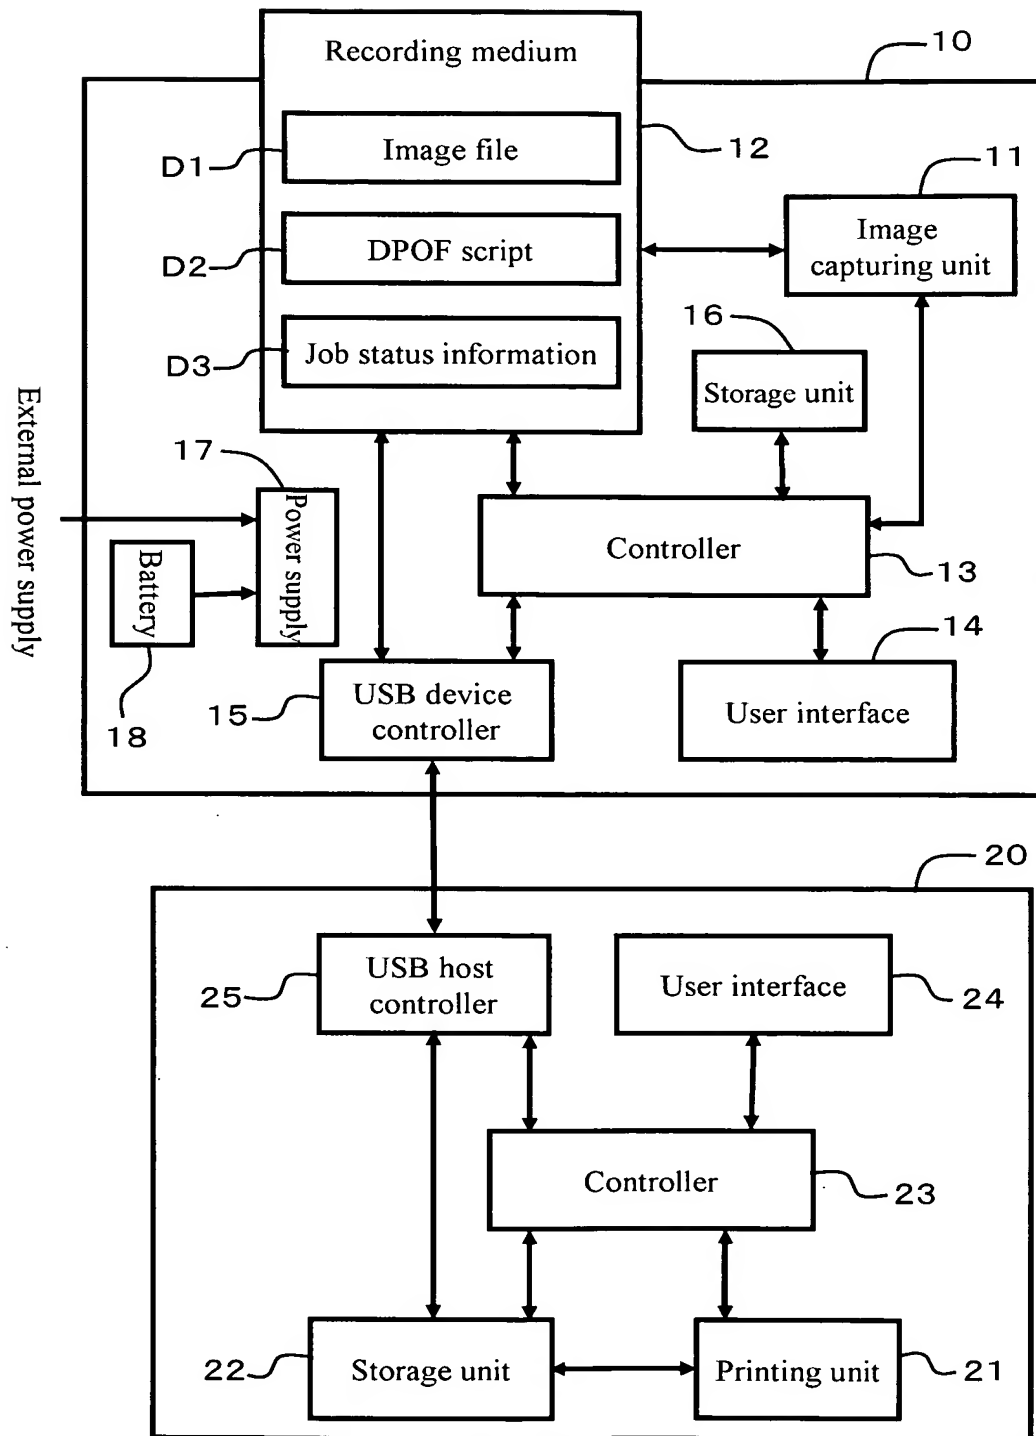 Recording medium
10
Image file
D1
12
11
DPOF script
D2
Image
capturing unit
16
Job status information
D3
Storage unit
External power supply
17
Power supply
Controller
13
Battery
18
14
15
USB device
controller
User interface
20
25
USB host
controller
User interface
24
Controller
23
22
Storage unit
Printing unit
21